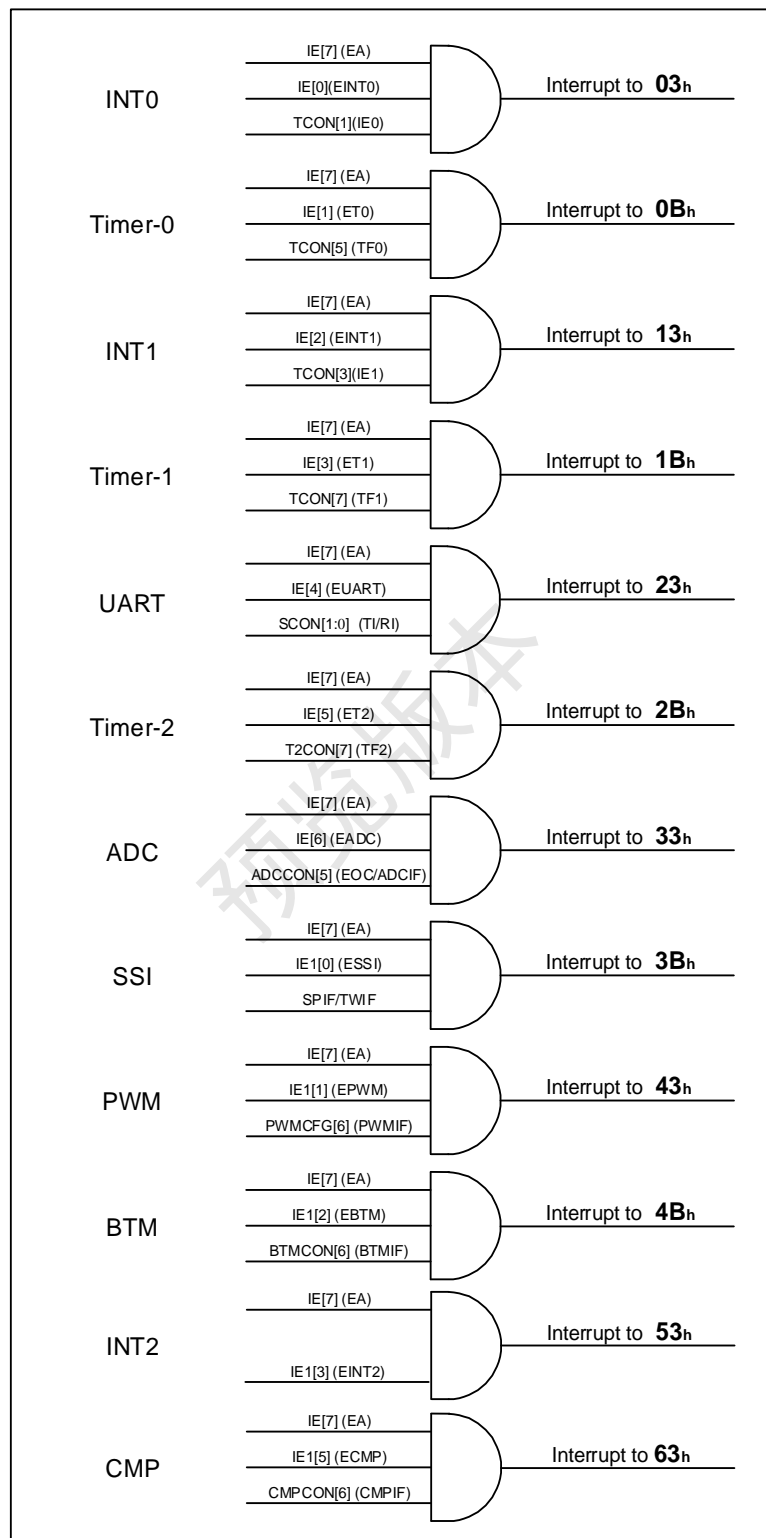 IE[7] (EA)
INT0 IE[0](EINT0) Interrupt to 03h
TCON[1](IE0)
IE[7] (EA)
Timer-0 IE[1] (ET0) Interrupt to 0Bh
TCON[5] (TF0)
IE[7] (EA)
INT1 IE[2] (EINT1) Interrupt to 13h
TCON[3](IE1)
IE[7] (EA)
Timer-1 IE[3] (ET1) Interrupt to 1Bh
TCON[7] (TF1)
IE[7] (EA)
UART IE[4] (EUART) Interrupt to 23h
SCON[1:0] (TI/RI)
IE[7] (EA)
Timer-2 IE[5] (ET2) Interrupt to 2Bh
T2CON[7] (TF2)
IE[7] (EA)
ADC IE[6] (EADC) Interrupt to 33h
ADCCON[5] (EOC/ADCIF)
IE[7] (EA)
SSI IE1[0] (ESSI) Interrupt to 3Bh
SPIF/TWIF
IE[7] (EA)
PWM IE1[1] (EPWM) Interrupt to 43h
PWMCFG[6] (PWMIF)
IE[7] (EA)
BTM IE1[2] (EBTM) Interrupt to 4Bh
BTMCON[6] (BTMIF)
IE[7] (EA)
INT2 Interrupt to 53h
IE1[3] (EINT2)
IE[7] (EA)
CMP IE1[5] (ECMP) Interrupt to 63h
CMPCON[6] (CMPIF)
预览版本